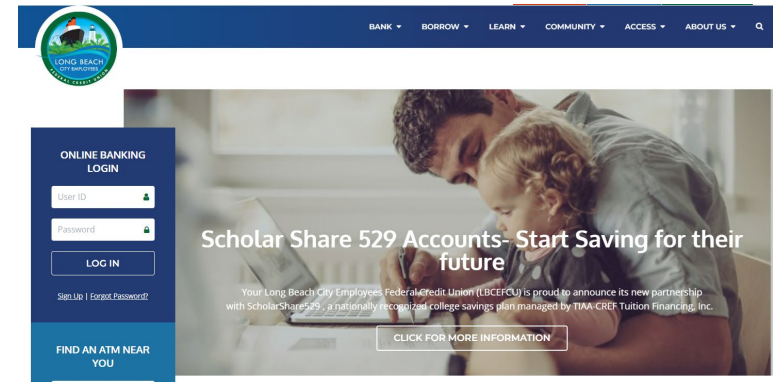 BANK BORROW LEARN COMMUNITY ACCESS ABOUT US
LONG BEACH
CITY EMPLOYEES
FEDERAL CREDIT UNION
ONLINE BANKING
LOGIN
User ID
Password
LOG IN
Sign Up | Forgot Password?
FIND AN ATM NEAR
YOU
Scholar Share 529 Accounts- Start Saving for their
future
Your Long Beach City Employees Federal Credit Union (LBCEFCU) is proud to announce its new partnership
with ScholarShare529 , a nationally recogoized college savings plan managed by TIAA-CREF Tuition Financing, Inc.
CLICK FOR MORE INFORMATION